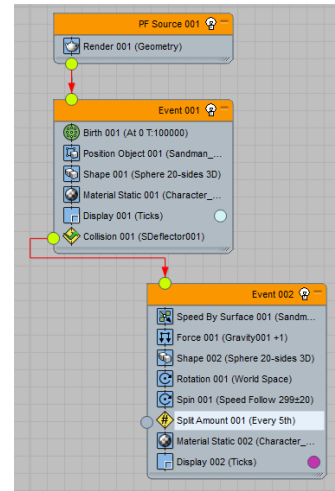 PF Source 001
Render 001 (Geometry)
Event 001
Birth 001 (At 0 T:100000)
Position Object 001 (Sandman_...
Shape 001 (Sphere 20-sides 3D)
Material Static 001 (Character_...
Display 001 (Ticks)
Collision 001 (SDeflector001)
Event 002
Speed By Surface 001 (Sandm...
Force 001 (Gravity001 +1)
Shape 002 (Sphere 20-sides 3D)
Rotation 001 (World Space)
Spin 001 (Speed Follow 299±20)
# Split Amount 001 (Every 5th)
Material Static 002 (Character_...
Display 002 (Ticks)